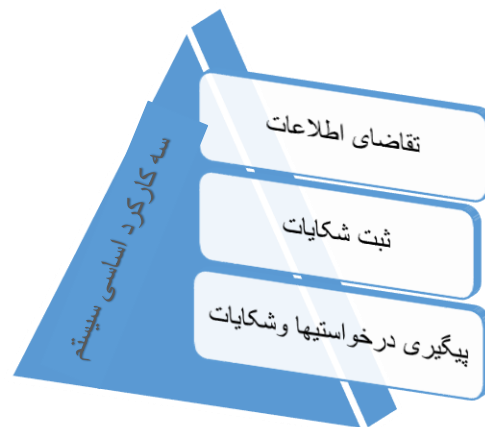 سه کارکرد اساسی سیستم
تقاضای اطلاعات
ثبت شکایات
پیگیری درخواستیها وشکایات